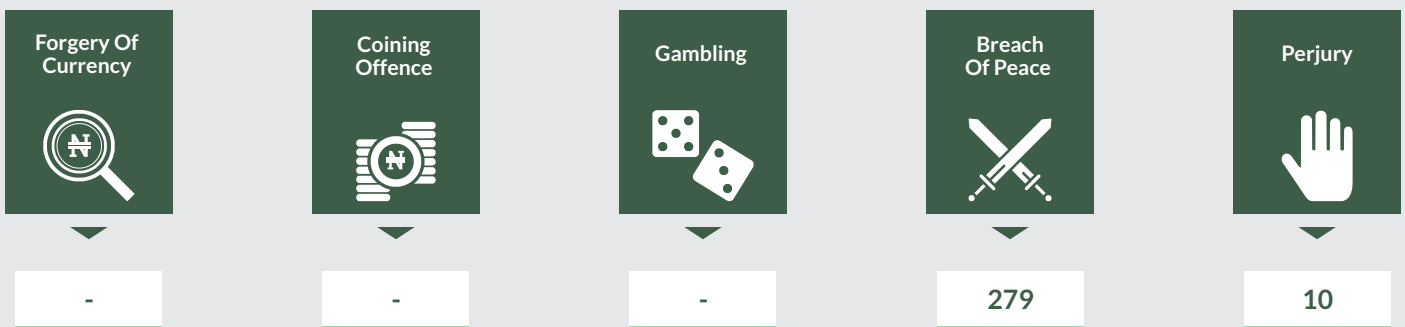 Forgery Of
Currency
Coining
Offence
Gambling
Breach
Of Peace
Perjury
₦
₦
-
-
-
279
10